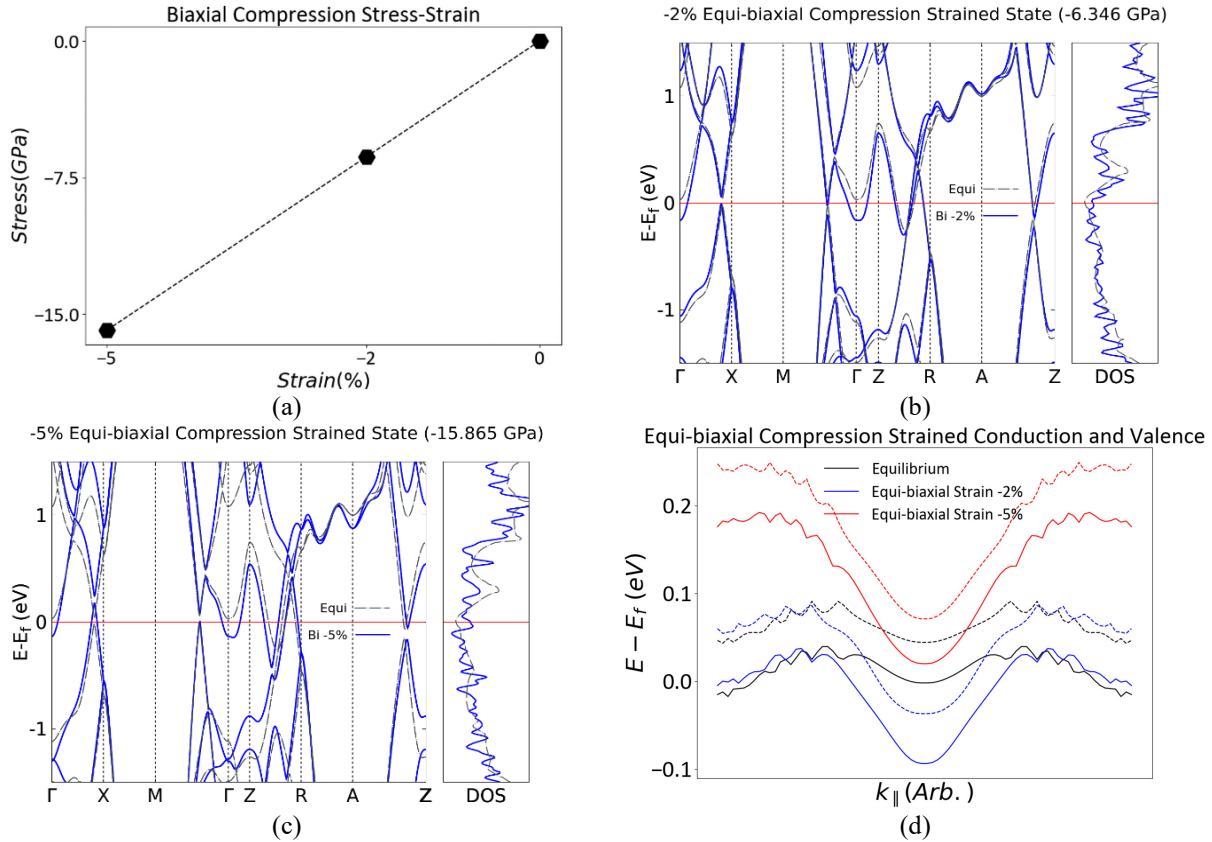 Biaxial Compression Stress-Strain
0.0
−7.5
−15.0
Stress(GPa)
−5
−2
0
Strain(%)
(a)
-2% Equi-biaxial Compression Strained State (-6.346 GPa)
1
0
-1
E-Ef (eV)
Equi
Bi -2%
Γ X M Γ Z R A Z
DOS
(b)
-5% Equi-biaxial Compression Strained State (-15.865 GPa)
1
0
-1
E-Ef (eV)
Equi
Bi -5%
Γ X M Γ Z R A Z
DOS
(c)
Equi-biaxial Compression Strained Conduction and Valence
Equilibrium
Equi-biaxial Strain -2%
Equi-biaxial Strain -5%
0.2
0.1
0.0
−0.1
E − Ef (eV)
k∥(Arb.)
(d)